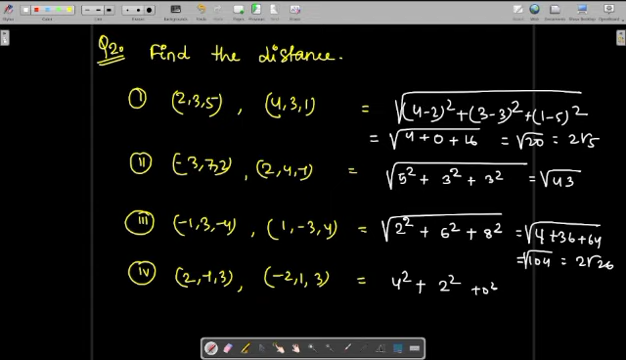 Q2. Find the distance.
(i) (2,3,5), (4,3,1) = √(4-2)²+(3-3)²+(1-5)²
= √4+0+16 = √20 = 2√5
(ii) (-3,7,2), (2,4,-1) = √5²+3²+3² = √43
(iii) (-1,3,-4), (1,-3,4) = √2²+6²+8² = √4+36+64
= √104 = 2√26
(iv) (2,-1,3), (-2,1,3) = 4²+2²+0²